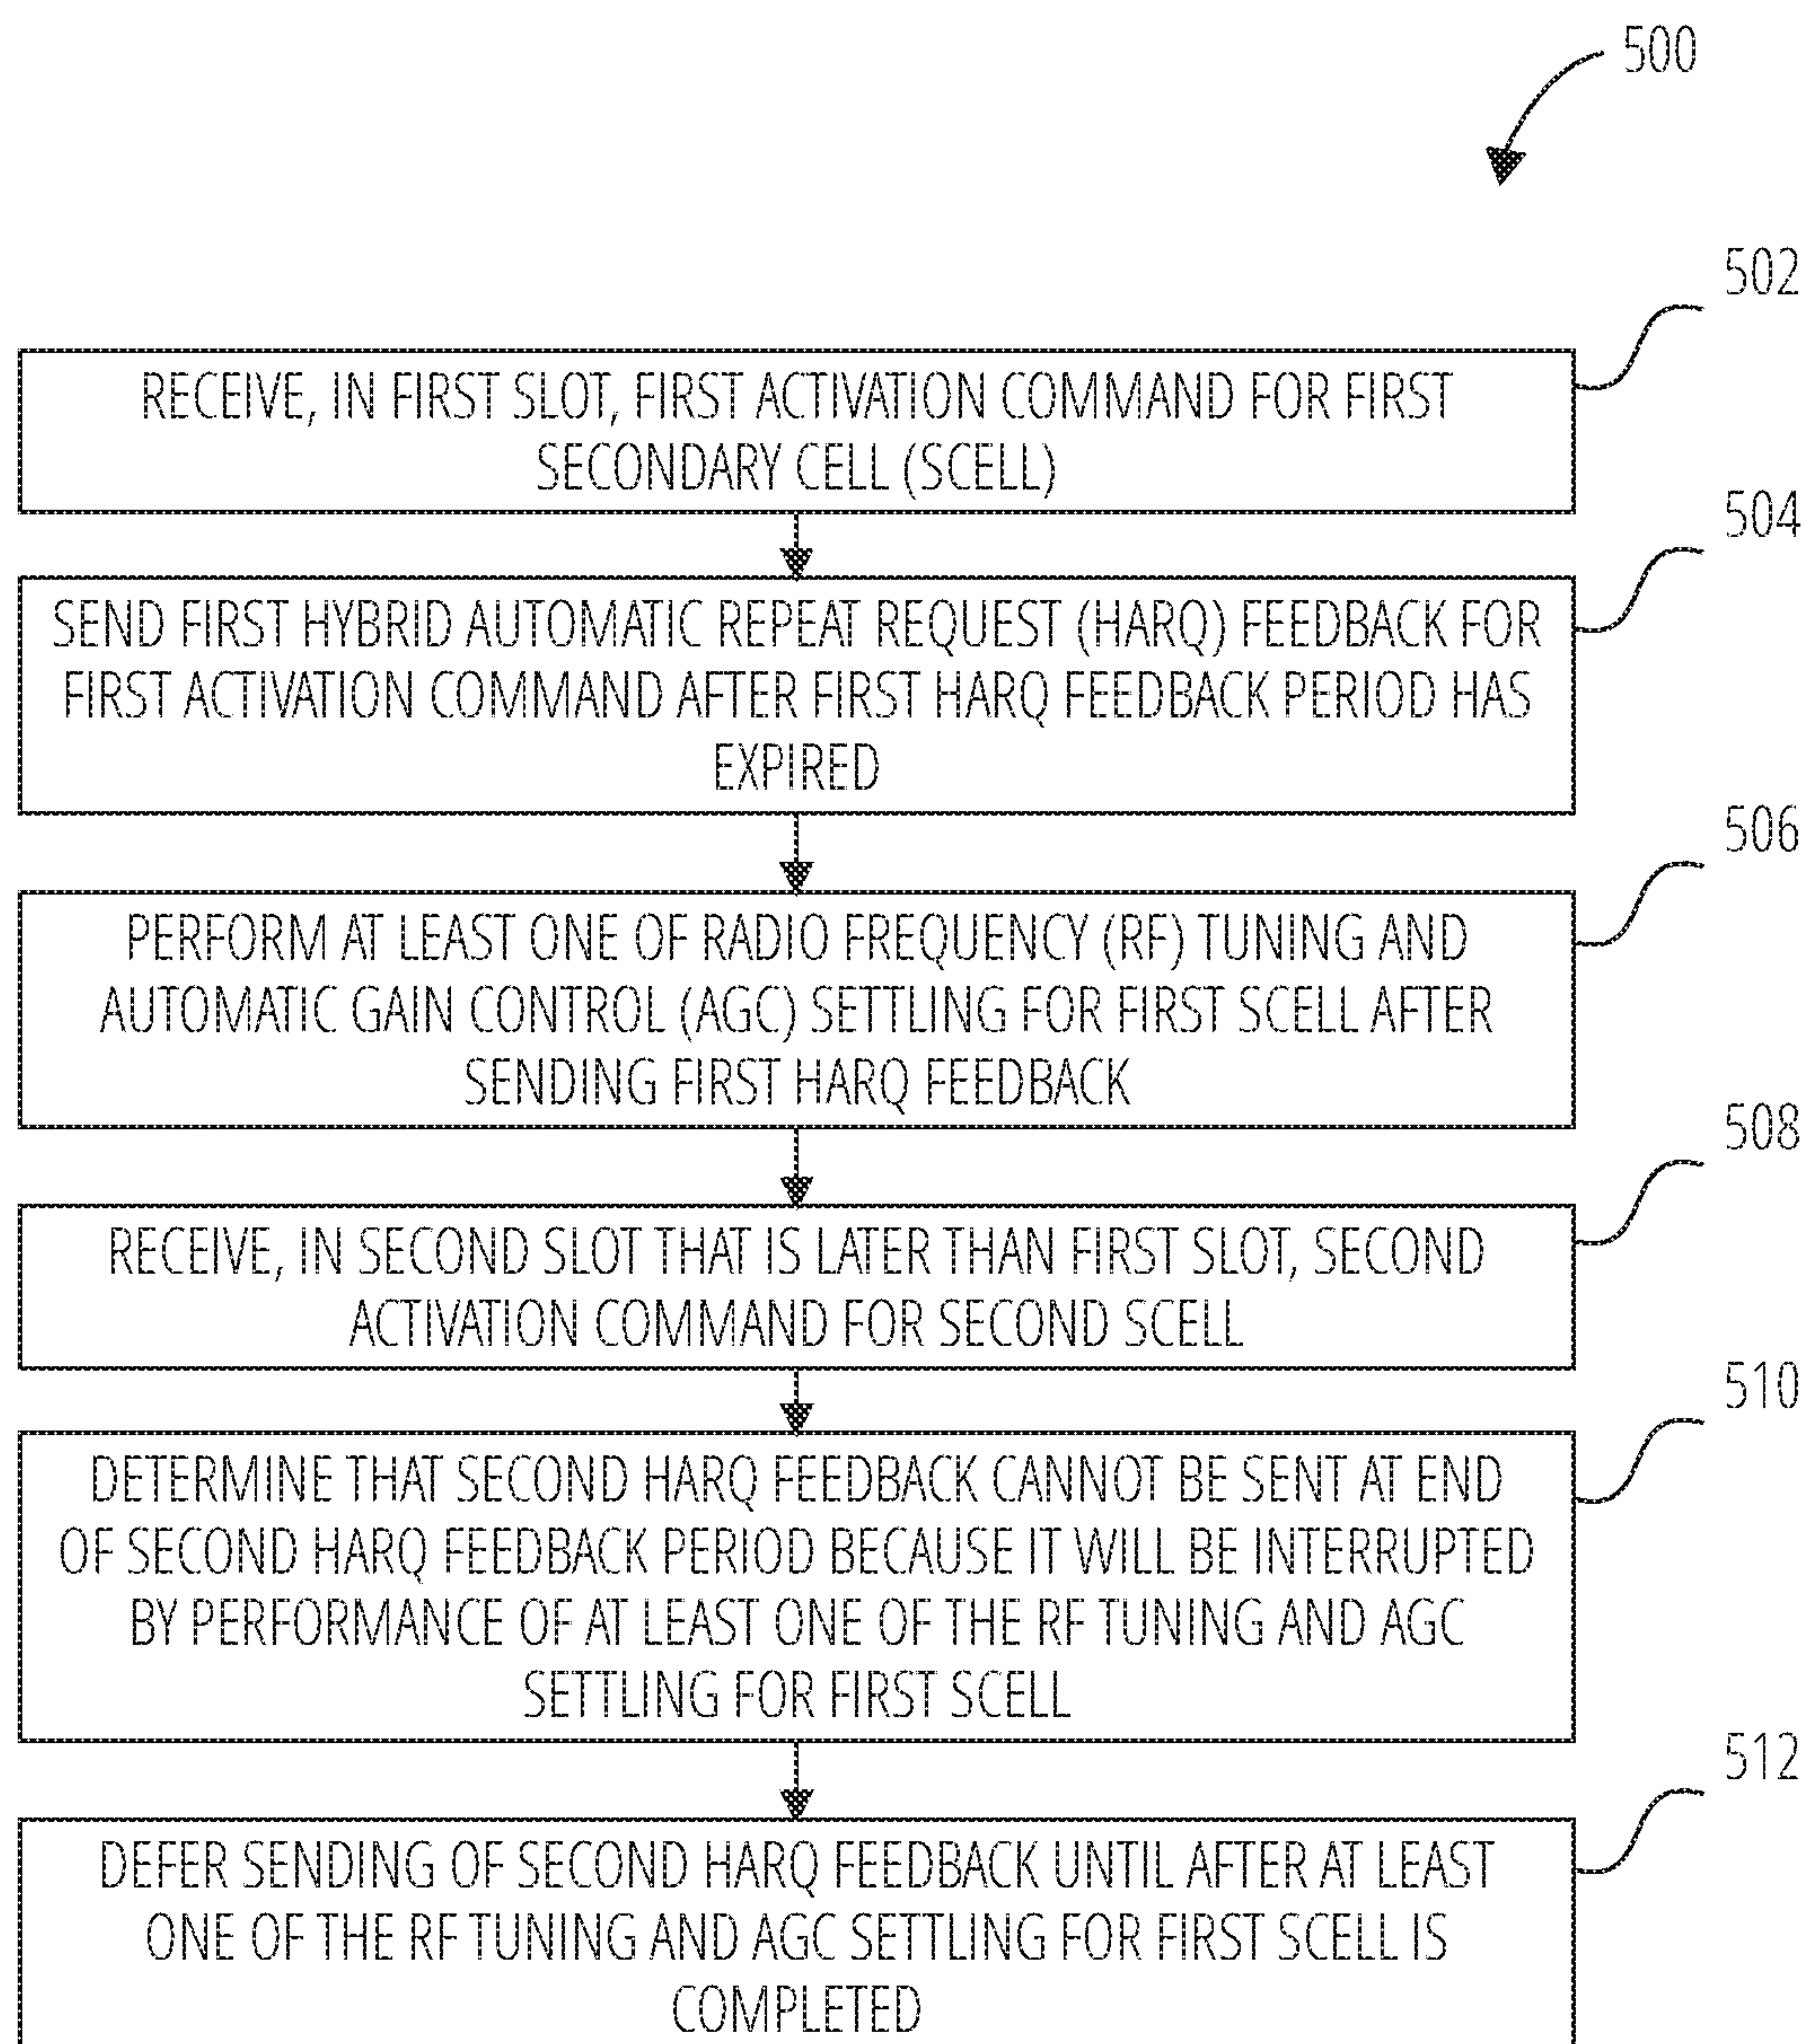 500
502
RECEIVE, IN FIRST SLOT, FIRST ACTIVATION COMMAND FOR FIRST
SECONDARY CELL (SCELL)
504
SEND FIRST HYBRID AUTOMATIC REPEAT REQUEST (HARQ) FEEDBACK FOR
FIRST ACTIVATION COMMAND AFTER FIRST HARQ FEEDBACK PERIOD HAS
EXPIRED
506
PERFORM AT LEAST ONE OF RADIO FREQUENCY (RF) TUNING AND
AUTOMATIC GAIN CONTROL (AGC) SETTLING FOR FIRST SCELL AFTER
SENDING FIRST HARQ FEEDBACK
508
RECEIVE, IN SECOND SLOT THAT IS LATER THAN FIRST SLOT, SECOND
ACTIVATION COMMAND FOR SECOND SCELL
510
DETERMINE THAT SECOND HARQ FEEDBACK CANNOT BE SENT AT END
OF SECOND HARQ FEEDBACK PERIOD BECAUSE IT WILL BE INTERRUPTED
BY PERFORMANCE OF AT LEAST ONE OF THE RF TUNING AND AGC
SETTLING FOR FIRST SCELL
512
DEFER SENDING OF SECOND HARQ FEEDBACK UNTIL AFTER AT LEAST
ONE OF THE RF TUNING AND AGC SETTLING FOR FIRST SCELL IS
COMPLETED